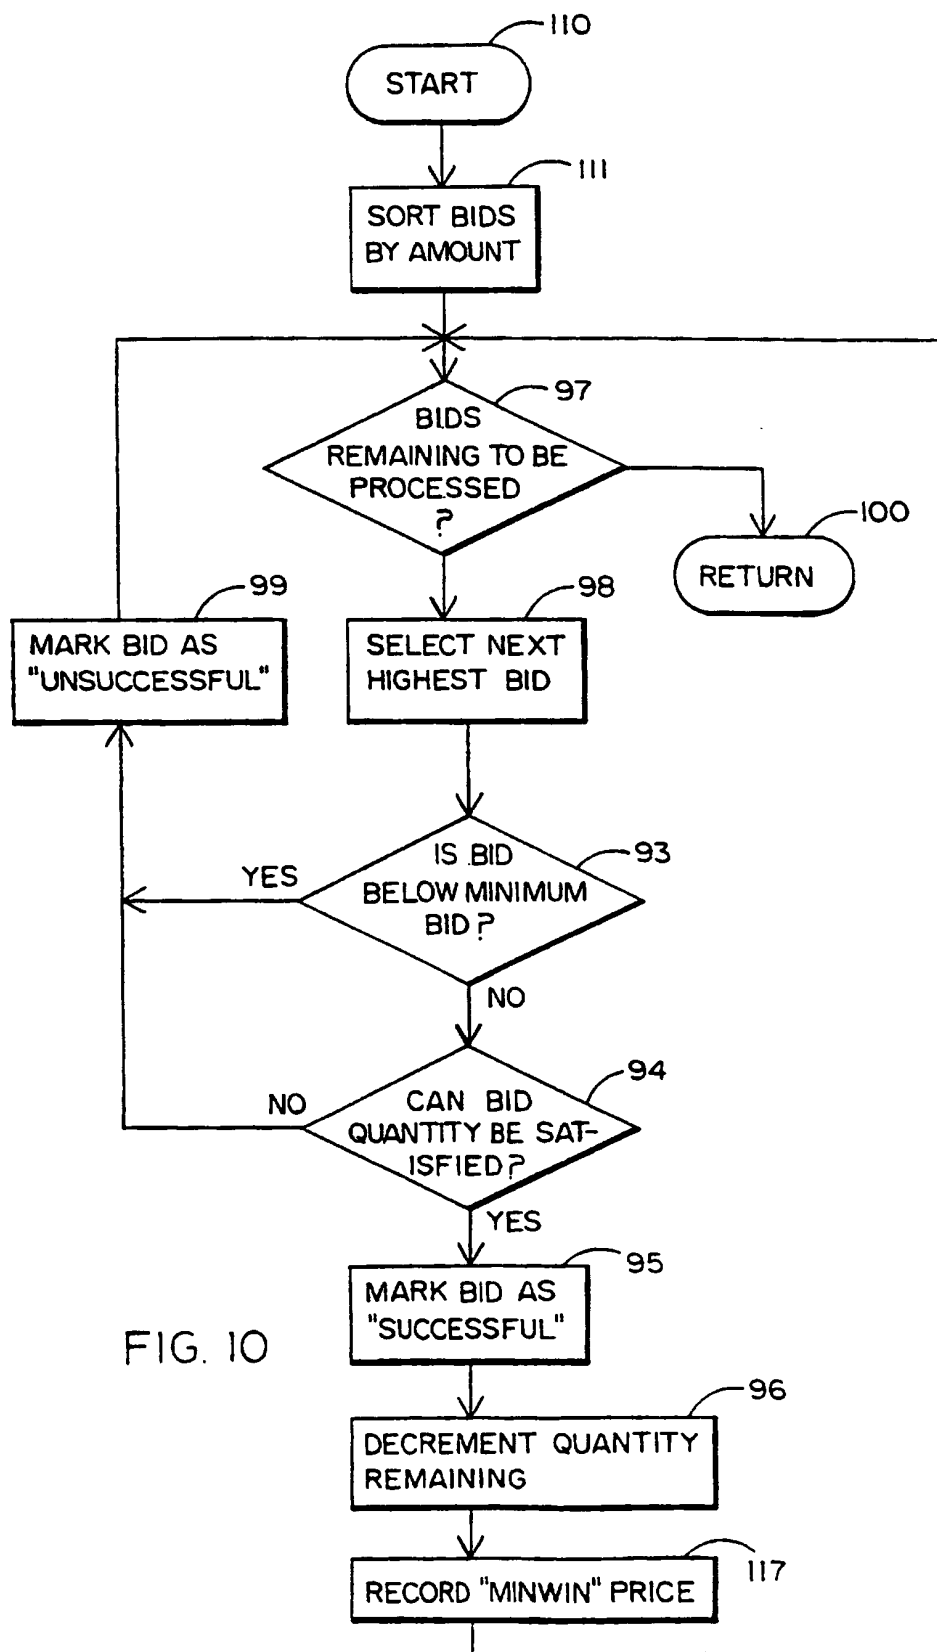 110
START
111
SORT BIDS
BY AMOUNT
97
BIDS
REMAINING TO BE
PROCESSED
?
100
RETURN
99
MARK BID AS
"UNSUCCESSFUL"
98
SELECT NEXT
HIGHEST BID
93
IS BID
BELOW MINIMUM
BID?
YES
NO
94
CAN BID
QUANTITY BE SAT-
ISFIED?
NO
YES
95
MARK BID AS
"SUCCESSFUL"
FIG. 10
96
DECREMENT QUANTITY
REMAINING
117
RECORD "MINWIN" PRICE